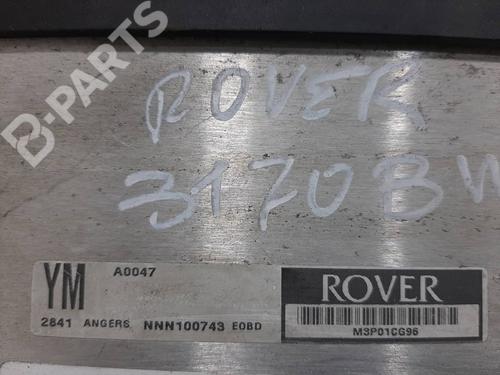 B-PARTS
ROVER
3170BW
YM A0047
2841 ANGERS NNN100743 EOBD
ROVER
M3P01CG96